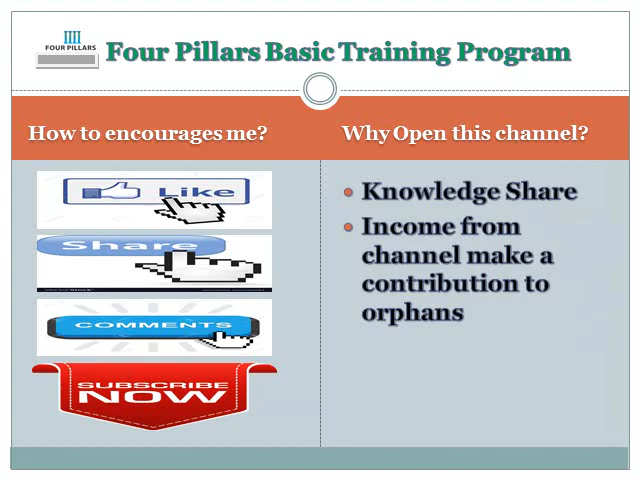 FOUR PILLARS
Four Pillars Basic Training Program
How to encourages me?
Why Open this channel?
Like
Share
COMMENTS
SUBSCRIBE
NOW
Knowledge Share
Income from
channel make a
contribution to
orphans